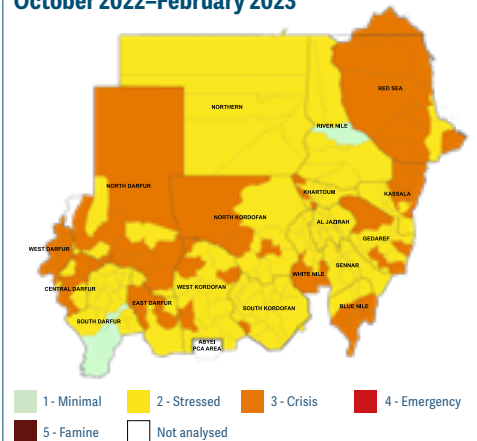 October 2022–February 2023
RED SEA
NORTHERN
RIVER NILE
NORTH DARFUR
KHARTOUM
KASSALA
NORTH KORDOFAN
AL JAZIRAH
GEDAREF
WEST DARFUR
SENNAR
WHITE NILE
CENTRAL DARFUR
WEST KORDOFAN
EAST DARFUR
SOUTH KORDOFAN
BLUE NILE
SOUTH DARFUR
ABYEI
PCA AREA
1 - Minimal
2 - Stressed
3 - Crisis
4 - Emergency
5 - Famine
Not analysed